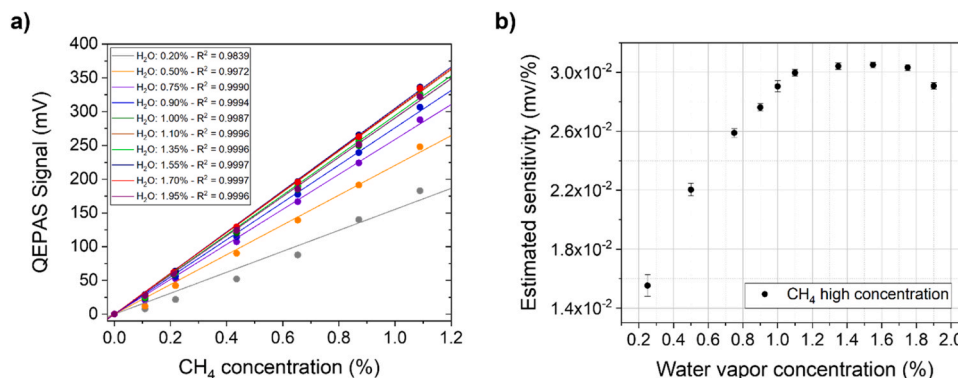 a)
QEPAS Signal (mV)
400
350
300
250
200
150
100
50
0
H₂O: 0.20% - R² = 0.9839
H₂O: 0.50% - R² = 0.9972
H₂O: 0.75% - R² = 0.9990
H₂O: 0.90% - R² = 0.9994
H₂O: 1.00% - R² = 0.9987
H₂O: 1.10% - R² = 0.9996
H₂O: 1.35% - R² = 0.9996
H₂O: 1.55% - R² = 0.9997
H₂O: 1.70% - R² = 0.9997
H₂O: 1.95% - R² = 0.9996
0.0 0.2 0.4 0.6 0.8 1.0 1.2
CH₄ concentration (%)
b)
Estimated sensitivity (mv/%)
3.0x10⁻²
2.6x10⁻²
2.2x10⁻²
1.8x10⁻²
1.4x10⁻²
CH₄ high concentration
0.2 0.4 0.6 0.8 1.0 1.2 1.4 1.6 1.8 2.0
Water vapor concentration (%)